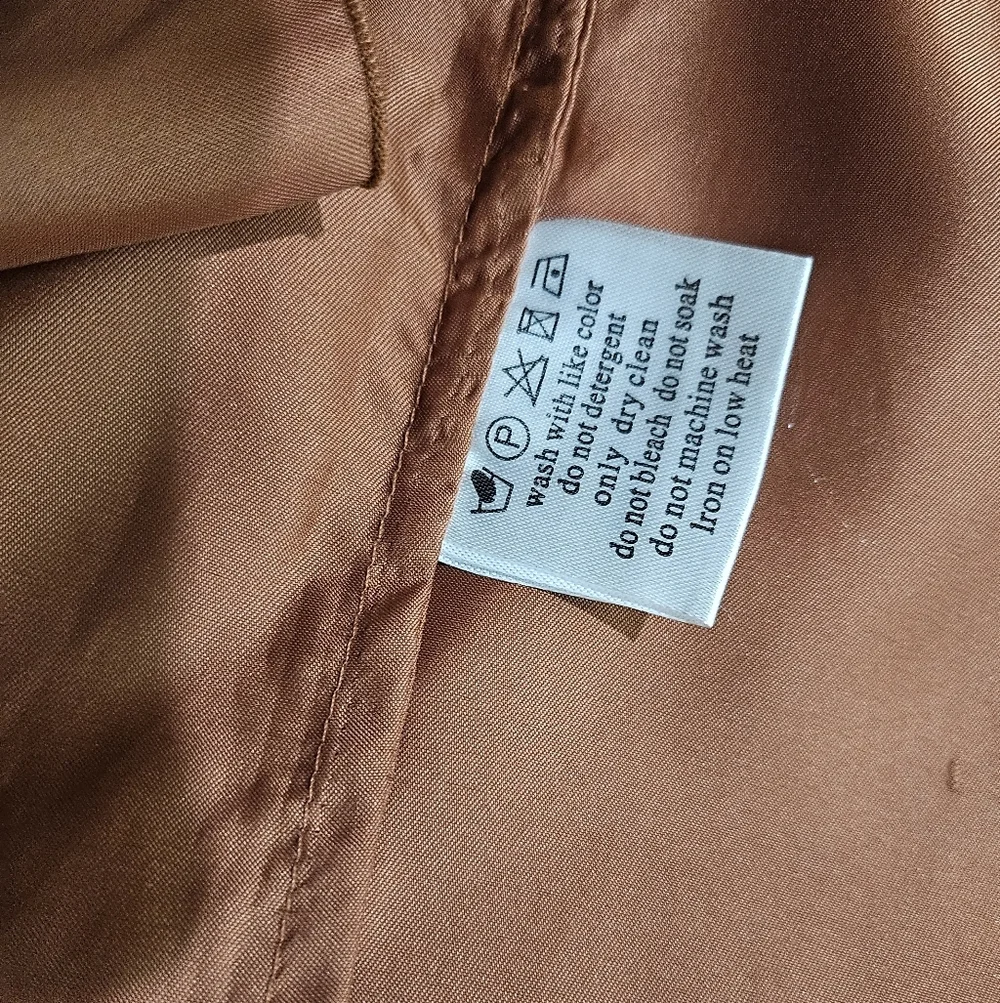 P
wash with like color
do not detergent
only dry clean
do not bleach do not soak
do not machine wash
Iron on low heat